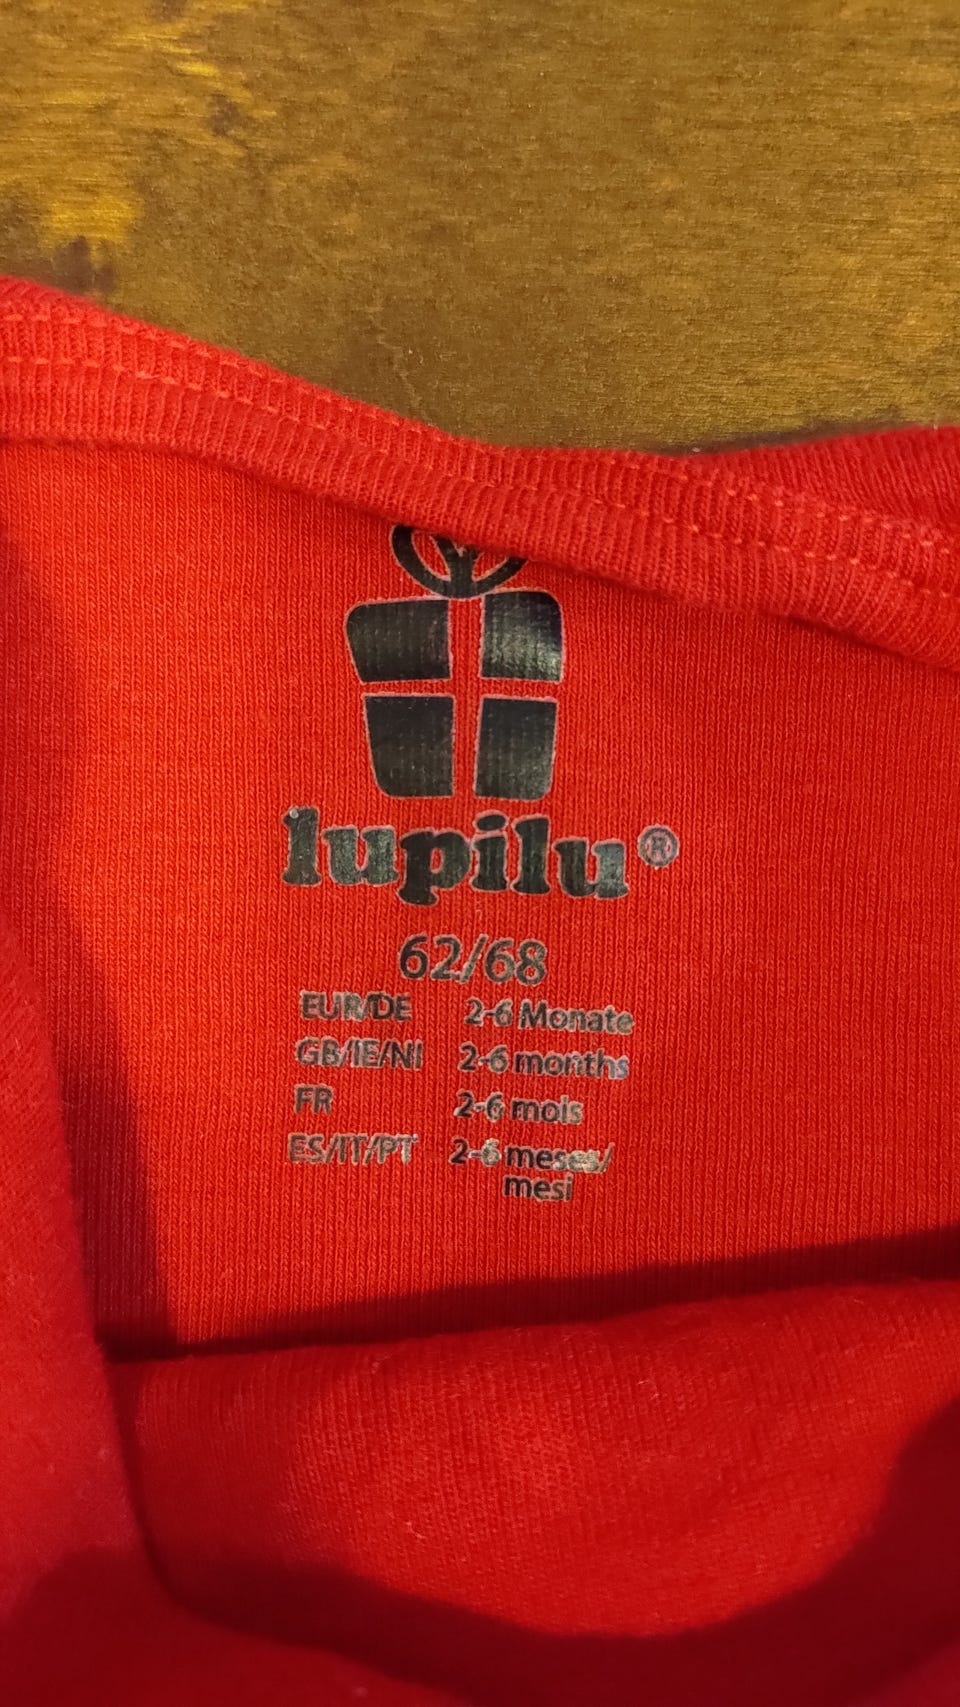 lupilu®
62/68
EUR/DE 2-6 Monate
GB/IE/NI 2-6 months
FR 2-6 mois
ES/IT/PT 2-6 meses/
mesi